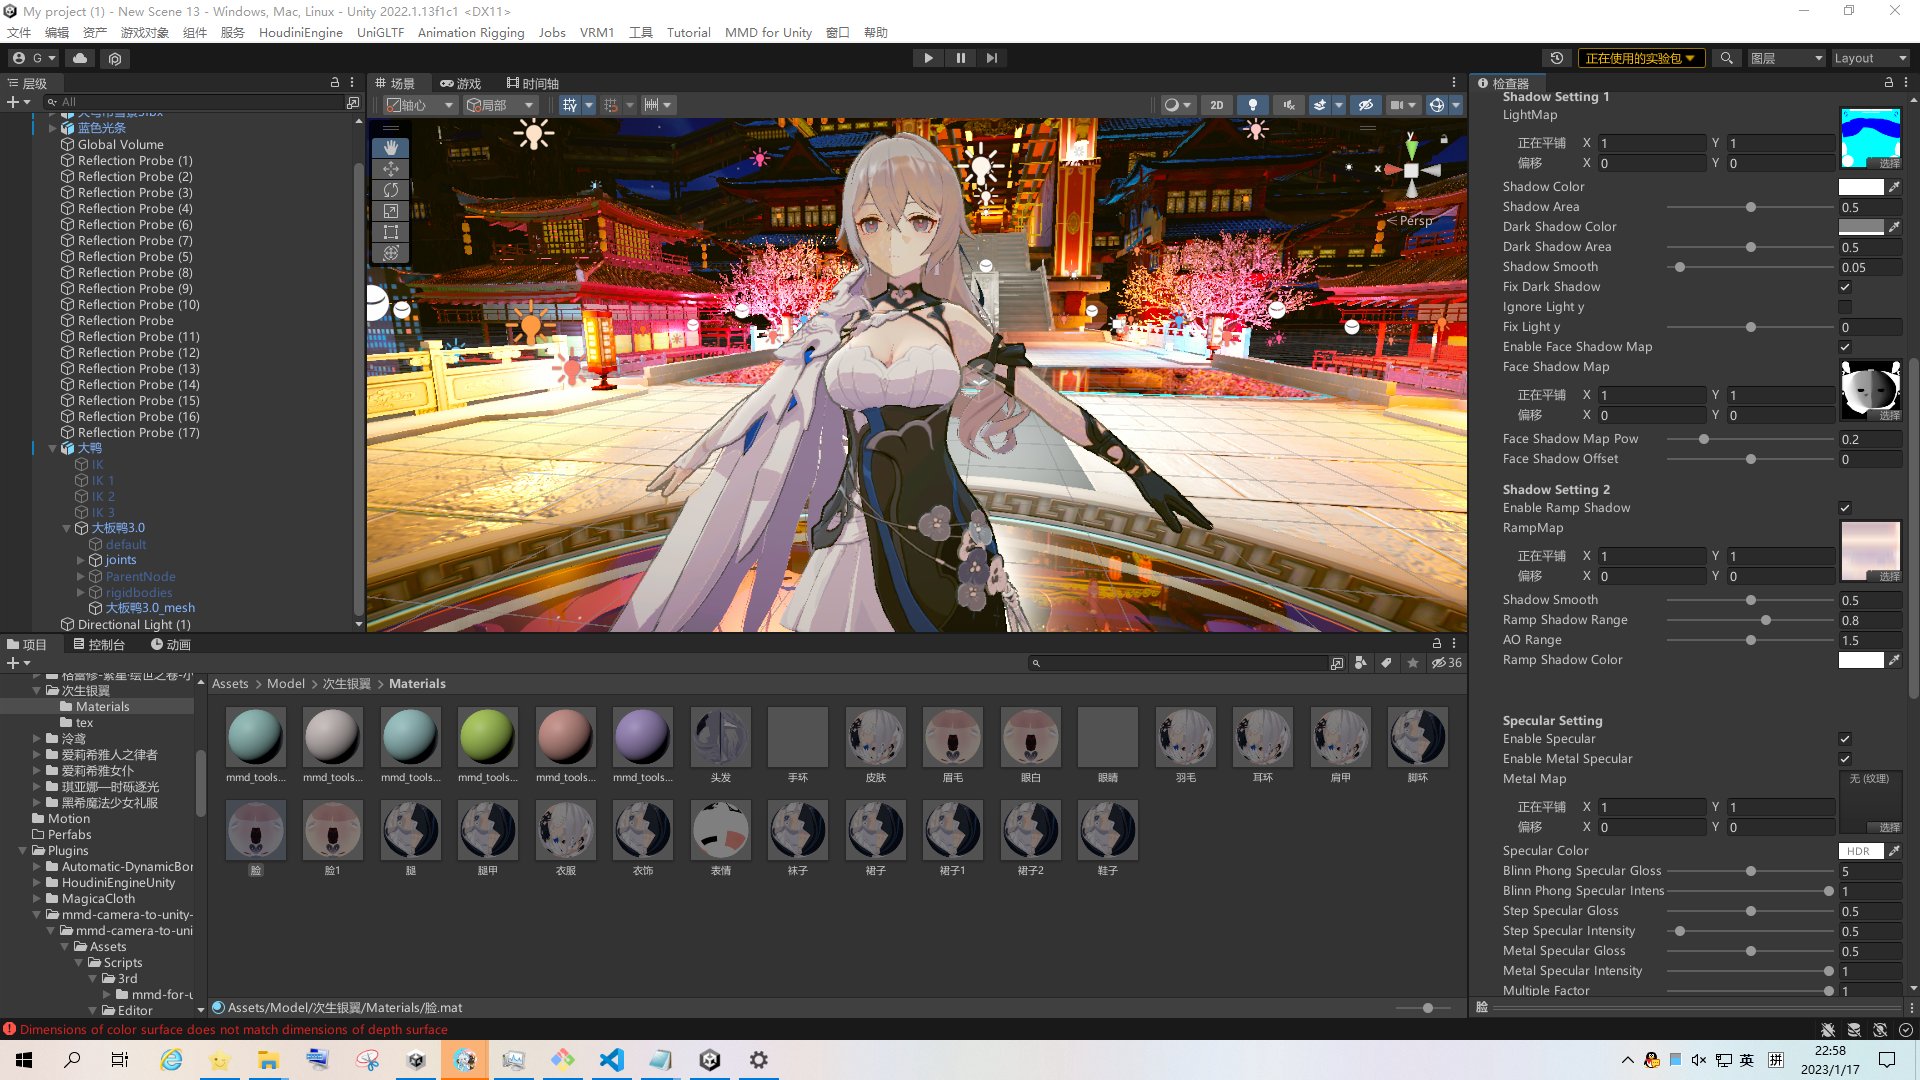 My project (1) - New Scene 13 - Windows, Mac, Linux - Unity 2022.1.13f1c1 <DX11>
文件 编辑 资产 游戏对象 组件 服务 HoudiniEngine UniGLTF Animation Rigging Jobs VRM1 工具 Tutorial MMD for Unity 窗口 帮助
G
正在使用的实验包
图层
Layout
层级
All
蓝色光条
Global Volume
Reflection Probe (1)
Reflection Probe (2)
Reflection Probe (3)
Reflection Probe (4)
Reflection Probe (6)
Reflection Probe (7)
Reflection Probe (5)
Reflection Probe (8)
Reflection Probe (9)
Reflection Probe (10)
Reflection Probe
Reflection Probe (11)
Reflection Probe (12)
Reflection Probe (13)
Reflection Probe (14)
Reflection Probe (15)
Reflection Probe (16)
Reflection Probe (17)
大鸭
IK
IK 1
IK 2
IK 3
大板鸭3.0
default
joints
ParentNode
rigidbodies
大板鸭3.0_mesh
Directional Light (1)
场景 游戏 时间轴
轴心 局部
2D
y
x
Persp
检查器
Shadow Setting 1
LightMap
正在平铺 X 1 Y 1
偏移 X 0 Y 0
选择
Shadow Color
Shadow Area 0.5
Dark Shadow Color
Dark Shadow Area 0.5
Shadow Smooth 0.05
Fix Dark Shadow
Ignore Light y
Fix Light y 0
Enable Face Shadow Map
Face Shadow Map
正在平铺 X 1 Y 1
偏移 X 0 Y 0
选择
Face Shadow Map Pow 0.2
Face Shadow Offset 0
Shadow Setting 2
Enable Ramp Shadow
RampMap
正在平铺 X 1 Y 1
偏移 X 0 Y 0
选择
Shadow Smooth 0.5
Ramp Shadow Range 0.8
AO Range 1.5
Ramp Shadow Color
Specular Setting
Enable Specular
Enable Metal Specular
Metal Map
无 (纹理)
正在平铺 X 1 Y 1
偏移 X 0 Y 0
选择
Specular Color HDR
Blinn Phong Specular Gloss 5
Blinn Phong Specular Intens 1
Step Specular Gloss 0.5
Step Specular Intensity 0.5
Metal Specular Gloss 0.5
Metal Specular Intensity 1
Multiple Factor 1
脸
项目 控制台 动画
36
次生银翼
Materials
tex
泠鸢
爱莉希雅人之律者
爱莉希雅女仆
琪亚娜—时砾逐光
黑希魔法少女礼服
Motion
Perfabs
Plugins
Automatic-DynamicBor
HoudiniEngineUnity
MagicaCloth
mmd-camera-to-unity-
mmd-camera-to-uni
Assets
Scripts
3rd
mmd-for-u
Editor
Assets > Model > 次生银翼 > Materials
mmd_tools... mmd_tools... mmd_tools... mmd_tools... mmd_tools... mmd_tools... 头发 手环 皮肤 眉毛 眼白 眼睛 羽毛 耳环 肩甲 脚环
脸 脸1 腿 腿甲 衣服 衣饰 表情 袜子 裙子 裙子1 裙子2 鞋子
Assets/Model/次生银翼/Materials/脸.mat
Dimensions of color surface does not match dimensions of depth surface
英
拼
22:58
2023/1/17